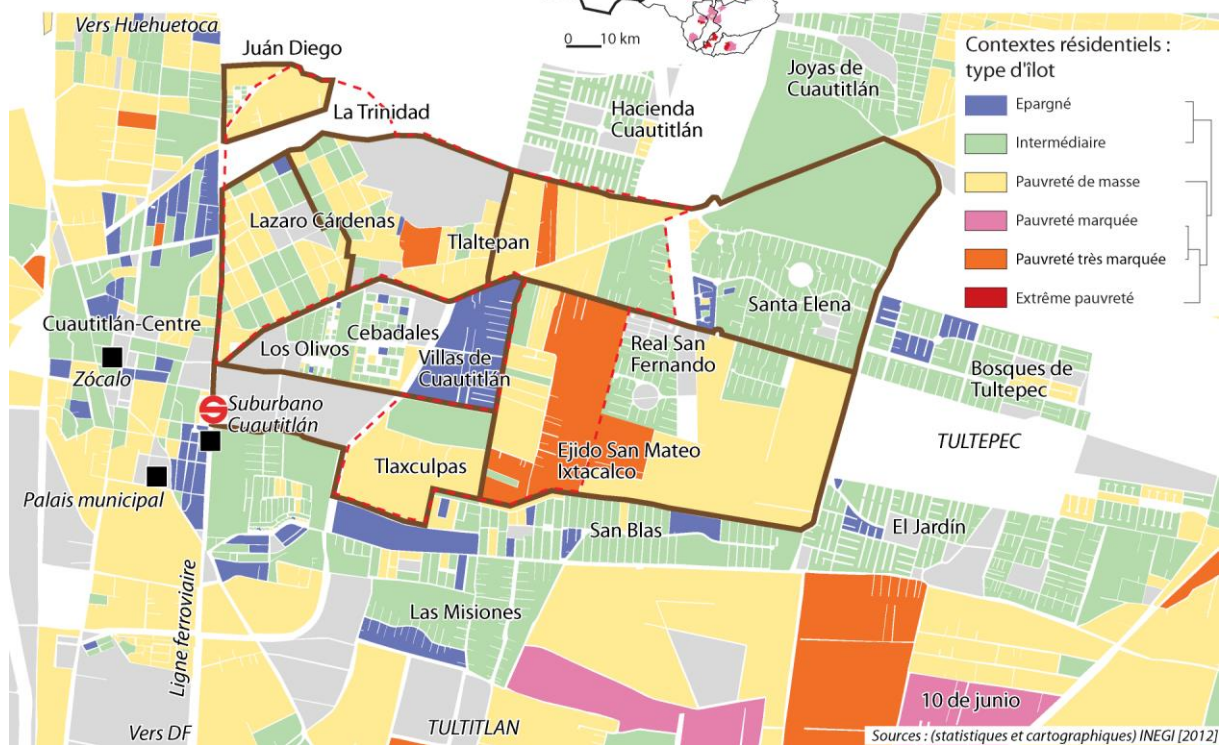 Vers Huehuetoca
0 10 km
Juán Diego
La Trinidad
Hacienda
Cuautitlán
Joyas de
Cuautitlán
Contextes résidentiels :
type d'îlot
Epargné
Intermédiaire
Pauvreté de masse
Pauvreté marquée
Pauvreté très marquée
Extrême pauvreté
Lazaro Cárdenas
Tlaltepan
Santa Elena
Cuautitlán-Centre
Zócalo
Los Olivos
Cebadales
Villas de
Cuautitlán
Real San
Fernando
Bosques de
Tultepec
Suburbano
Cuautitlán
TULTEPEC
Tlaxculpas
Ejido San Mateo
Ixtacalco
Palais municipal
San Blas
El Jardín
Las Misiones
Ligne ferroviaire
10 de junio
Vers DF
TULTITLAN
Sources : (statistiques et cartographiques) INEGI [2012]